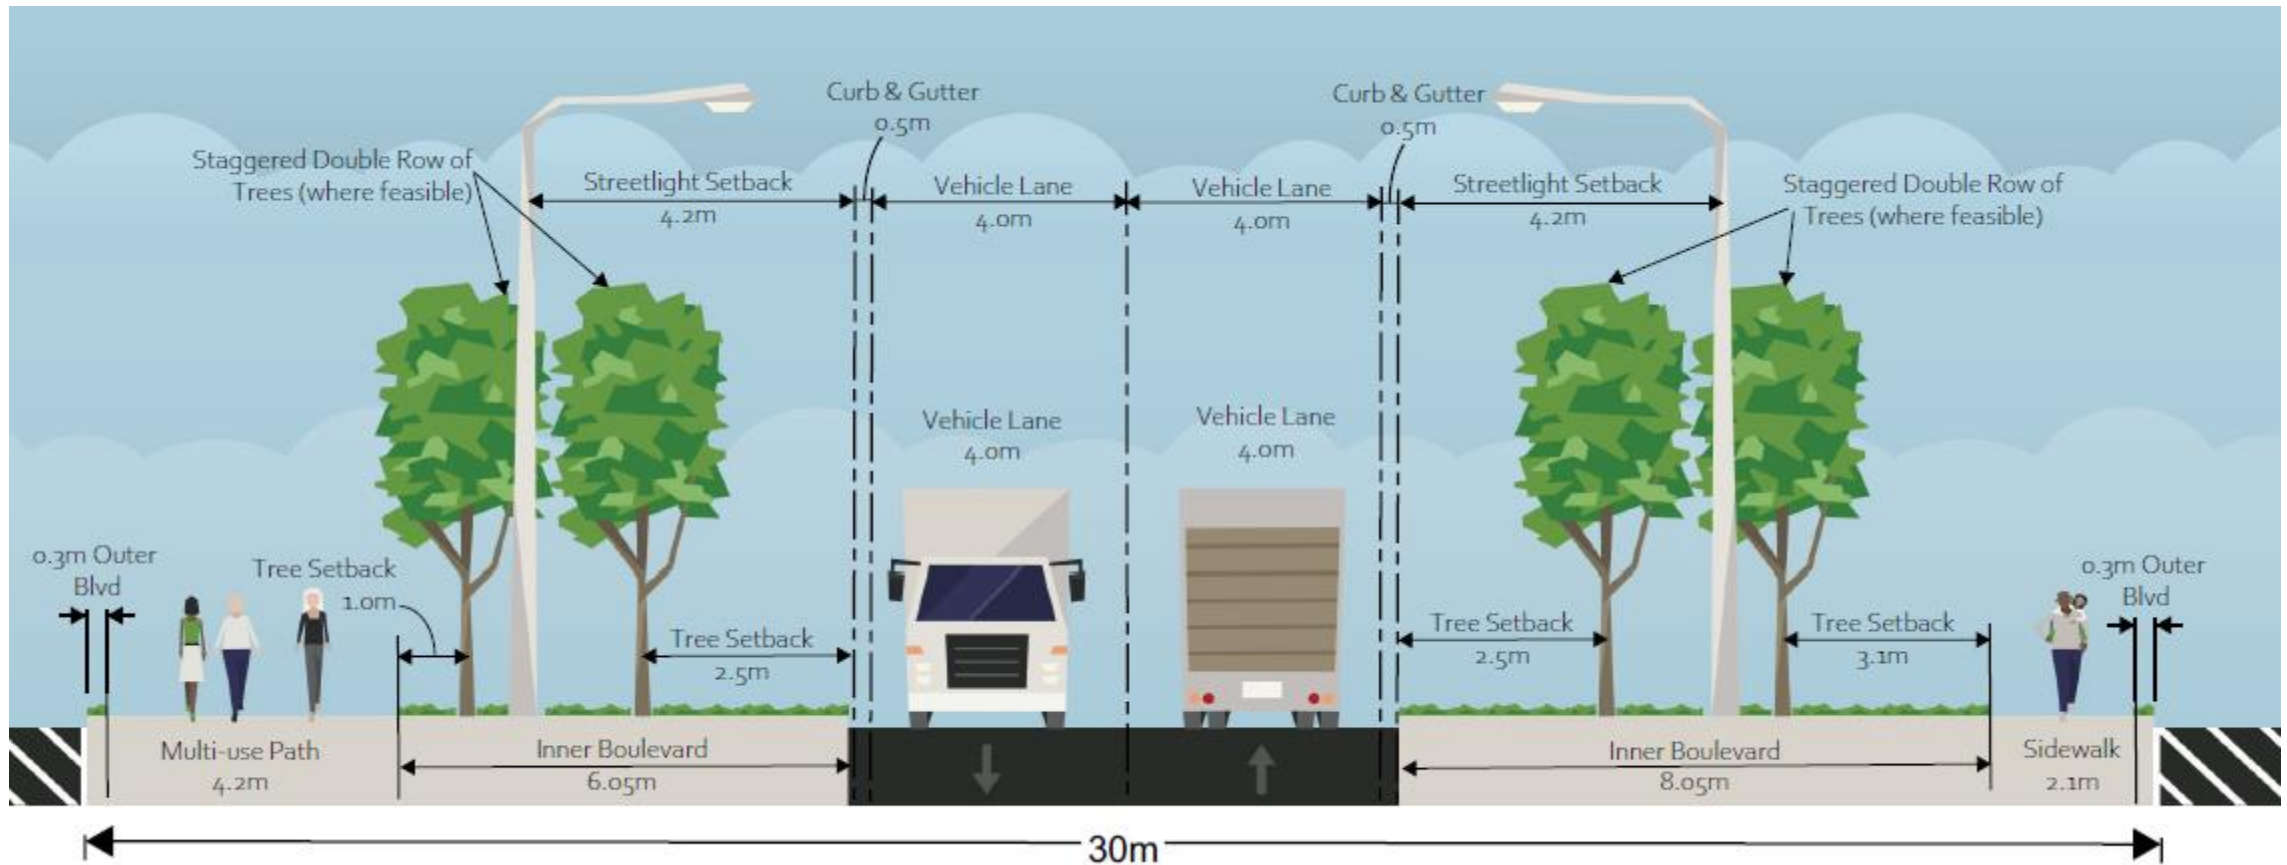 Curb & Gutter
0.5m
Curb & Gutter
0.5m
Staggered Double Row of
Trees (where feasible)
Streetlight Setback
4.2m
Vehicle Lane
4.0m
Vehicle Lane
4.0m
Streetlight Setback
4.2m
Staggered Double Row of
Trees (where feasible)
Vehicle Lane
4.0m
Vehicle Lane
4.0m
0.3m Outer
Blvd
Tree Setback
1.0m
Tree Setback
2.5m
Tree Setback
2.5m
Tree Setback
3.1m
0.3m Outer
Blvd
Multi-use Path
4.2m
Inner Boulevard
6.05m
Inner Boulevard
8.05m
Sidewalk
2.1m
30m